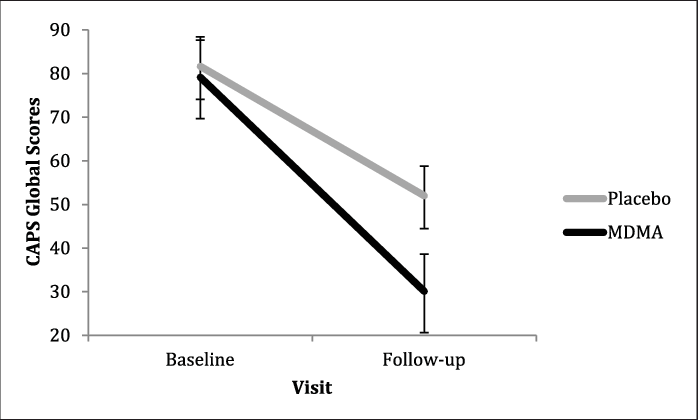 90
80
70
60
50
40
30
20
CAPS Global Scores
Baseline
Follow-up
Visit
Placebo
MDMA